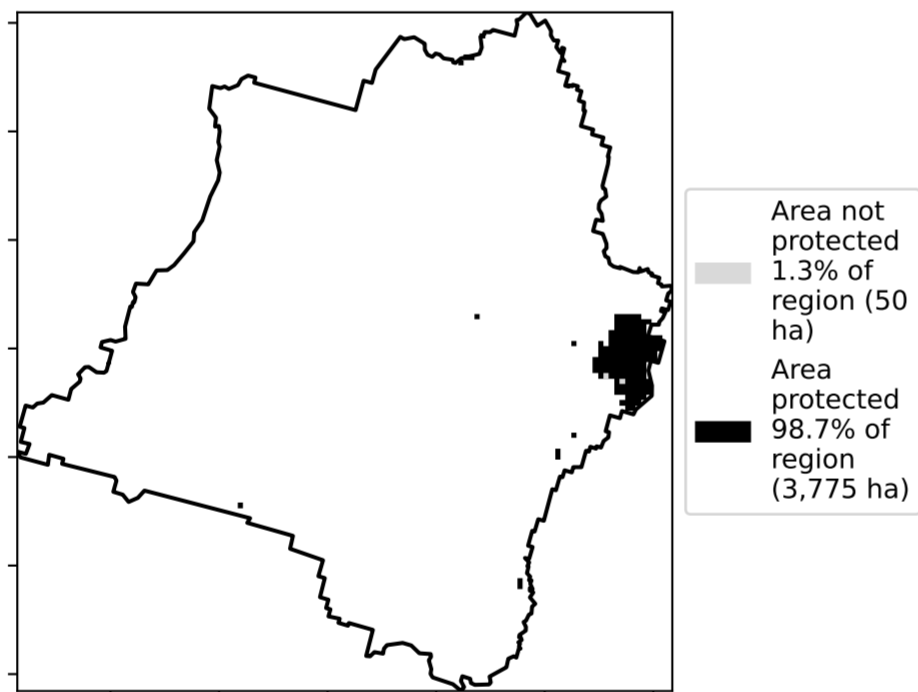 Area not
protected
1.3% of
region (50
ha)
Area
protected
98.7% of
region
(3,775 ha)